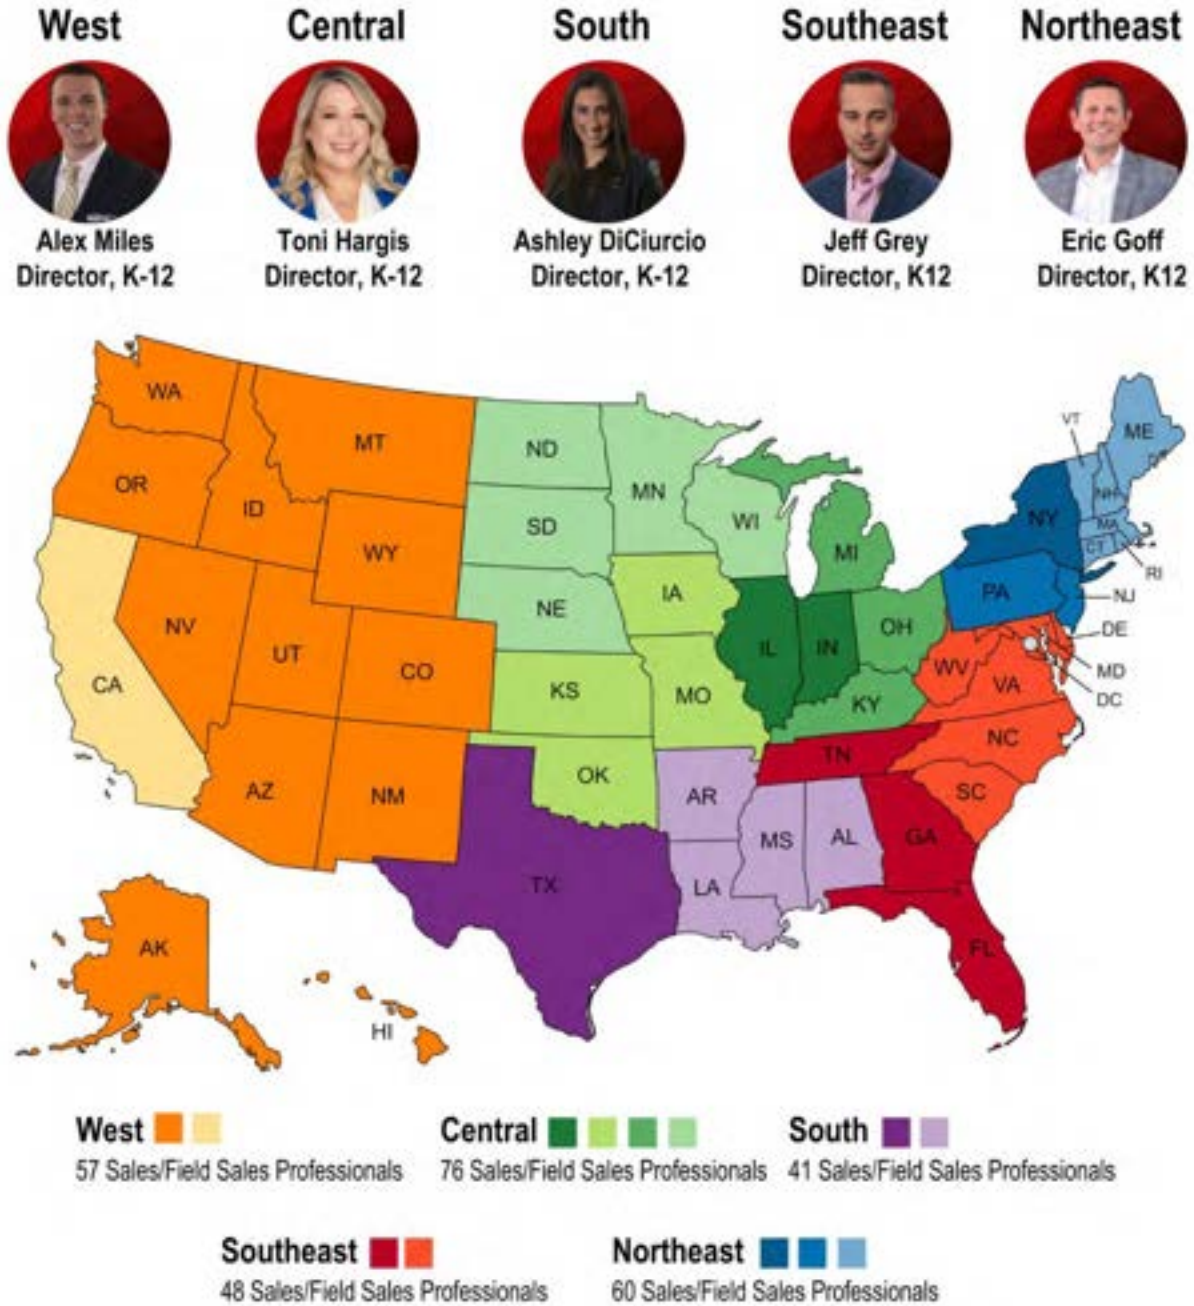 West Central South Southeast Northeast
Alex Miles Toni Hargis Ashley DiCiurcio Jeff Grey Eric Goff
Director, K-12 Director, K-12 Director, K-12 Director, K12 Director, K12
WA
MT
ND
MN
VT
ME
OR
ID
SD
WI
NH
NY
MA
WY
MI
CT
RI
NE
IA
PA
NJ
NV
UT
CO
IL
IN
OH
DE
WV
MD
CA
KS
MO
KY
VA
DC
NC
TN
AZ
NM
OK
AR
SC
MS
AL
GA
TX
LA
AK
FL
HI
West Central South
57 Sales/Field Sales Professionals 76 Sales/Field Sales Professionals 41 Sales/Field Sales Professionals
Southeast Northeast
48 Sales/Field Sales Professionals 60 Sales/Field Sales Professionals